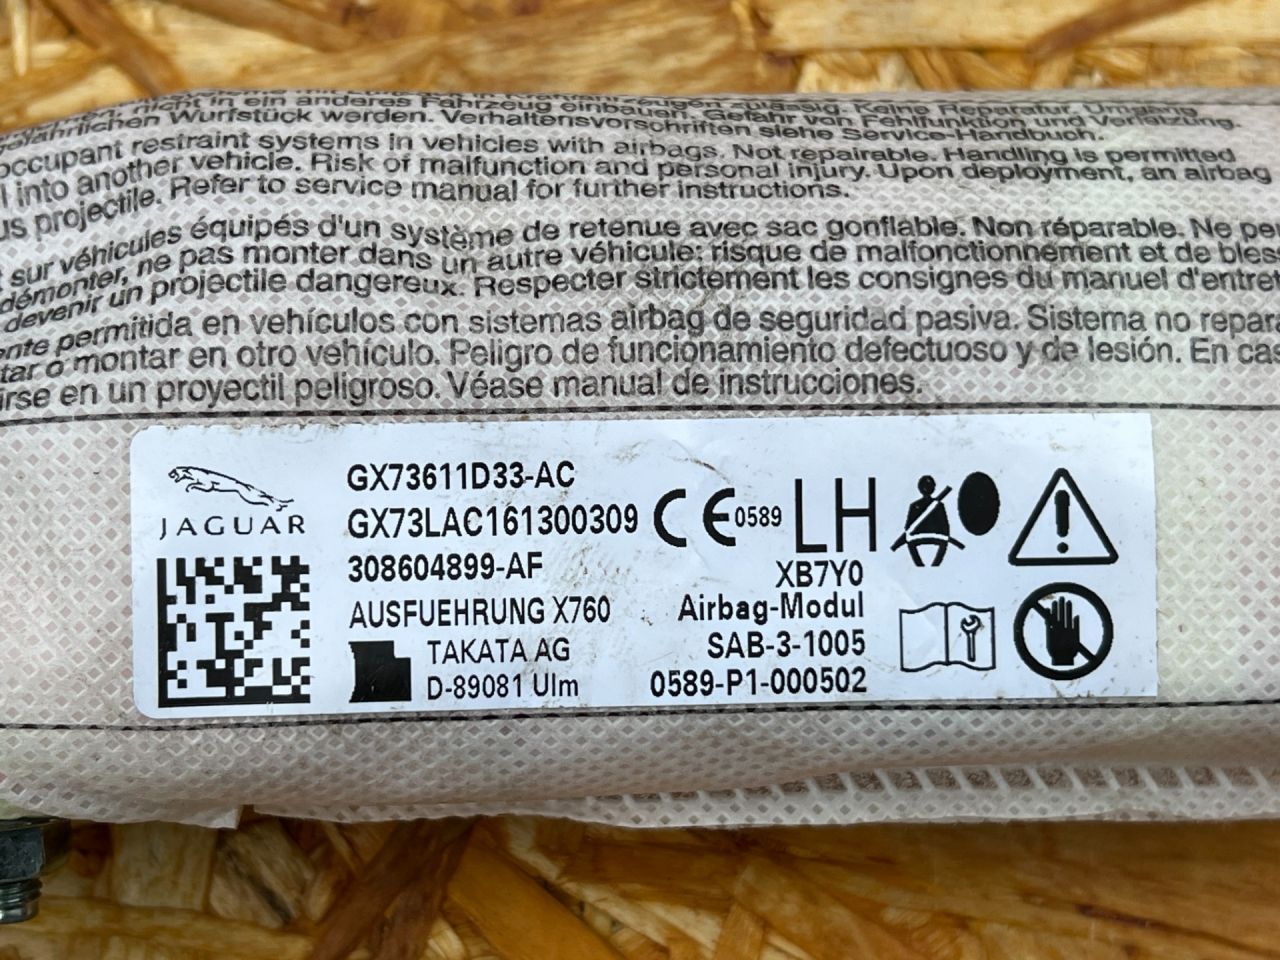 nicht in ein anderes Fahrzeug einbauen. Gefahr von Fehlfunktion und Verletzung.
gefährlichen Wurfstück werden. Verhaltensvorschriften siehe Service-Handbuch.
occupant restraint systems in vehicles with airbags. Not repairable. Handling is permitted
into another vehicle. Risk of malfunction and personal injury. Upon deployment, an airbag
us projectile. Refer to service manual for further instructions.
sur véhicules équipés d'un système de retenue avec sac gonflable. Non réparable. Ne pe
démonter, ne pas monter dans un autre véhicule: risque de malfonctionnement et de bless
devenir un projectile dangereux. Respecter strictement les consignes du manuel d'entret
nte permitida en vehículos con sistemas airbag de seguridad pasiva. Sistema no repara
tar o montar en otro vehículo. Peligro de funcionamiento defectuoso y de lesión. En cas
irse en un proyectil peligroso. Véase manual de instrucciones.
JAGUAR
GX73611D33-AC
GX73LAC161300309
308604899-AF
AUSFUEHRUNG X760
TAKATA AG
D-89081 Ulm
CE 0589
LH
XB7Y0
Airbag-Modul
SAB-3-1005
0589-P1-000502